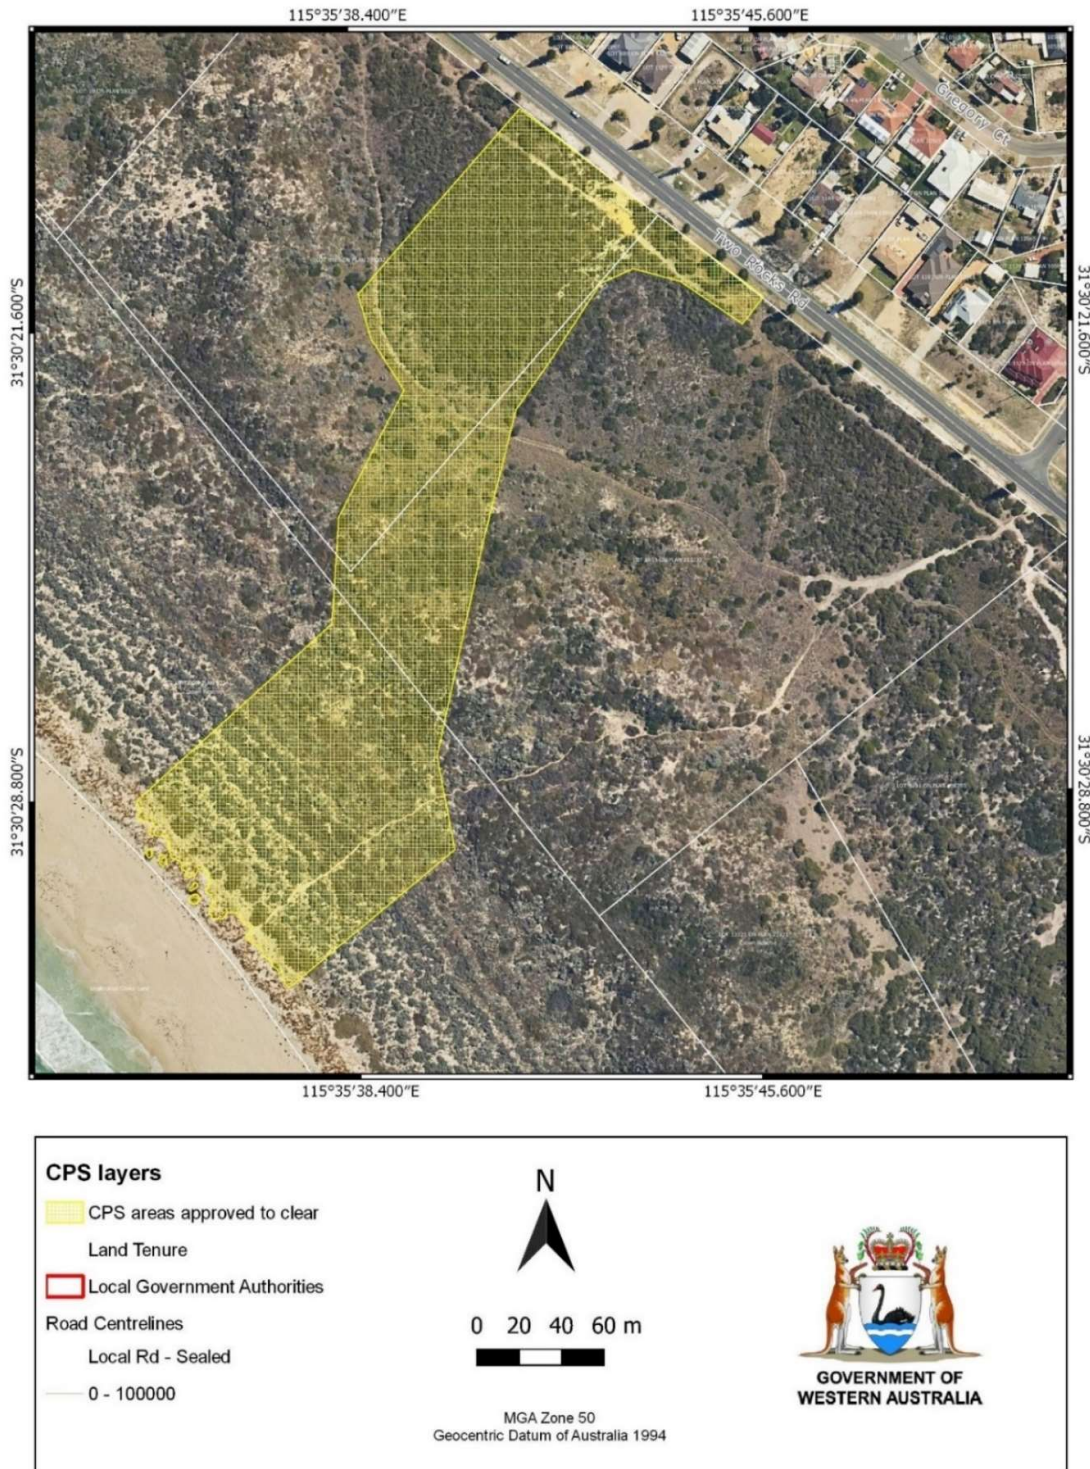 115°35'38.400"E
115°35'45.600"E
Gregory Ct
Two Rocks Rd
31°30'21.600"S
31°30'21.600"S
31°30'28.800"S
31°30'28.800"S
115°35'38.400"E
115°35'45.600"E
CPS layers
CPS areas approved to clear
Land Tenure
Local Government Authorities
Road Centrelines
Local Rd - Sealed
0 - 100000
N
0 20 40 60 m
MGA Zone 50
Geocentric Datum of Australia 1994
GOVERNMENT OF
WESTERN AUSTRALIA